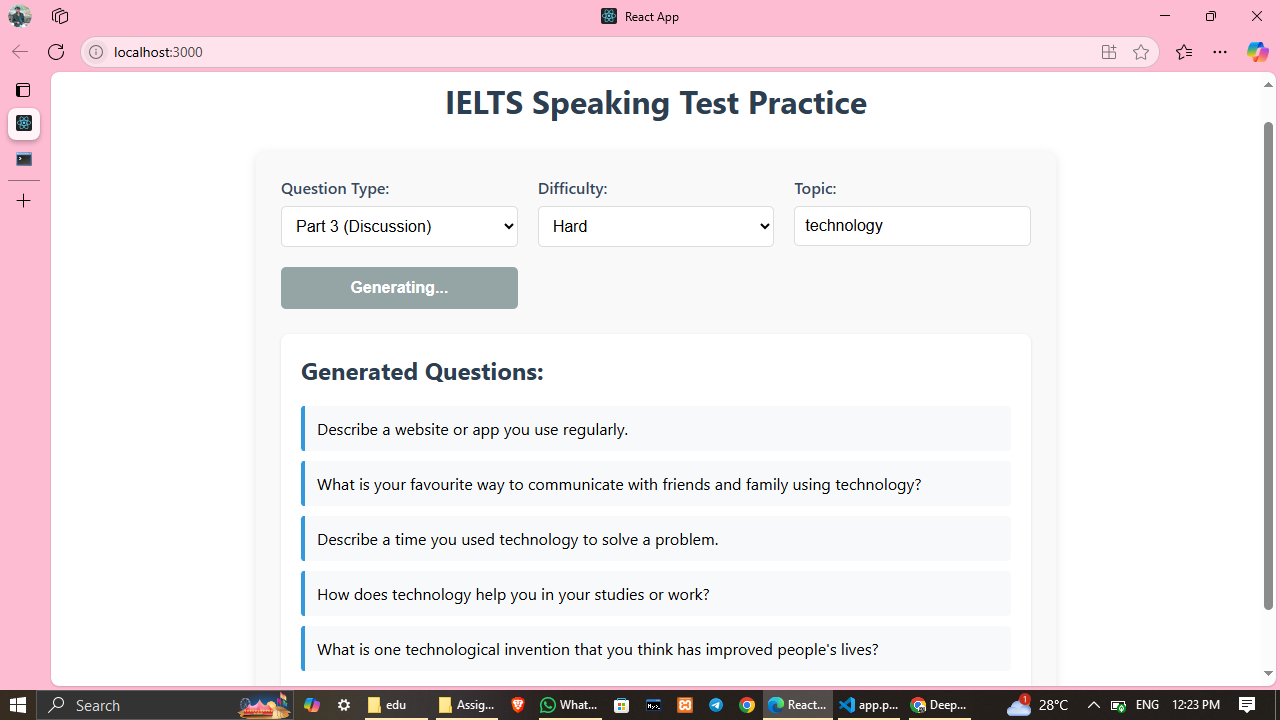 React App
localhost:3000
IELTS Speaking Test Practice
Question Type:
Difficulty:
Topic:
Part 3 (Discussion)
Hard
technology
Generating...
Generated Questions:
Describe a website or app you use regularly.
What is your favourite way to communicate with friends and family using technology?
Describe a time you used technology to solve a problem.
How does technology help you in your studies or work?
What is one technological invention that you think has improved people's lives?
Search
edu
Assig...
What...
React...
app.p...
Deep...
1
28°C
ENG
12:23 PM